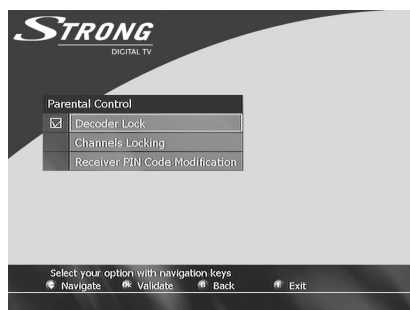 STRONG
DIGITAL TV
Parental Control
Decoder Lock
Channels Locking
Receiver PIN Code Modification
Select your option with navigation keys
Navigate OK Validate B Back Exit